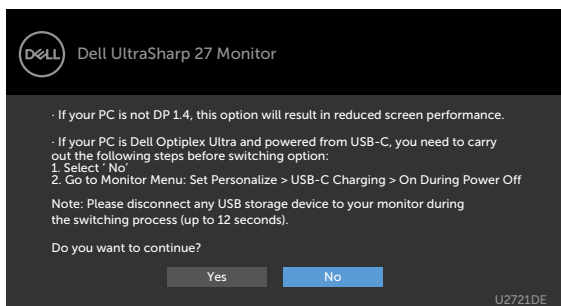 DELL
Dell UltraSharp 27 Monitor
· If your PC is not DP 1.4, this option will result in reduced screen performance.
· If your PC is Dell Optiplex Ultra and powered from USB-C, you need to carry
out the following steps before switching option:
1. Select ‘ No’
2. Go to Monitor Menu: Set Personalize > USB-C Charging > On During Power Off
Note: Please disconnect any USB storage device to your monitor during
the switching process (up to 12 seconds).
Do you want to continue?
Yes No
U2721DE